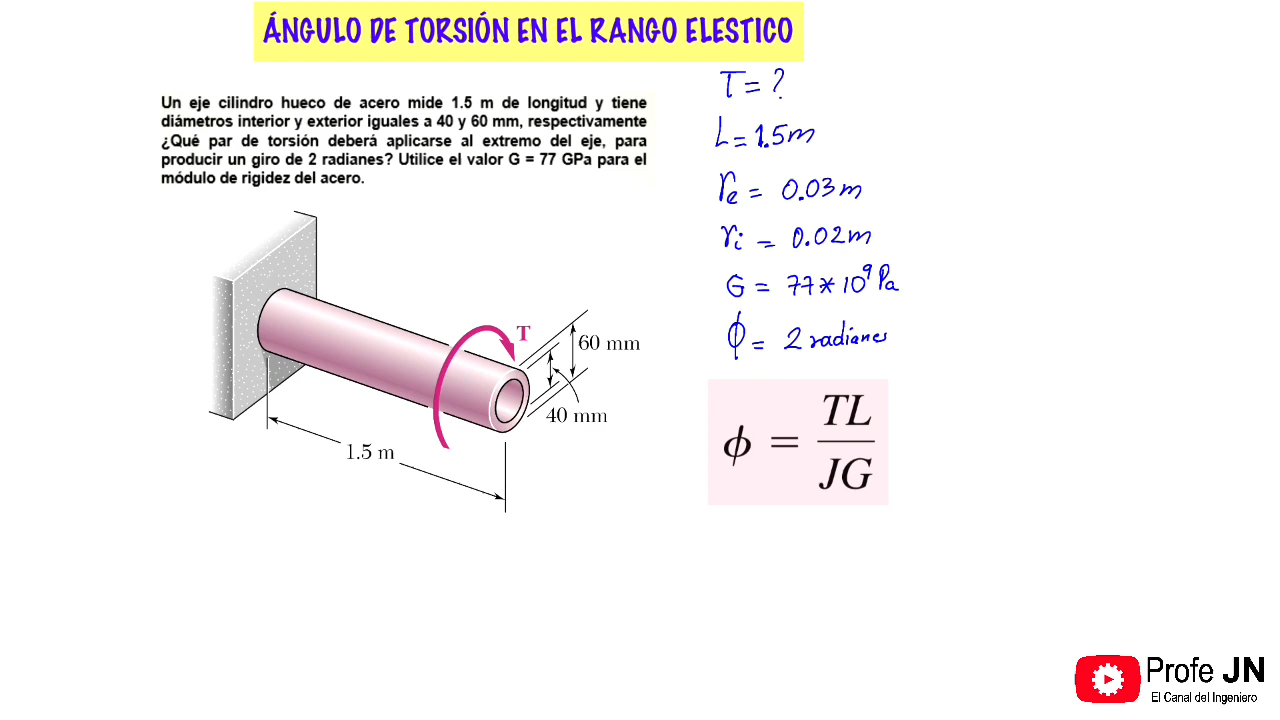 ÁNGULO DE TORSIÓN EN EL RANGO ELESTICO
Un eje cilindro hueco de acero mide 1.5 m de longitud y tiene
diámetros interior y exterior iguales a 40 y 60 mm, respectivamente
¿Qué par de torsión deberá aplicarse al extremo del eje, para
producir un giro de 2 radianes? Utilice el valor G = 77 GPa para el
módulo de rigidez del acero.
T = ?
L = 1.5m
re = 0.03m
ri = 0.02m
G = 77*10⁹ Pa
ϕ = 2 radianes
T
60 mm
40 mm
1.5 m
ϕ = TL
JG
Profe JN
El Canal del Ingeniero